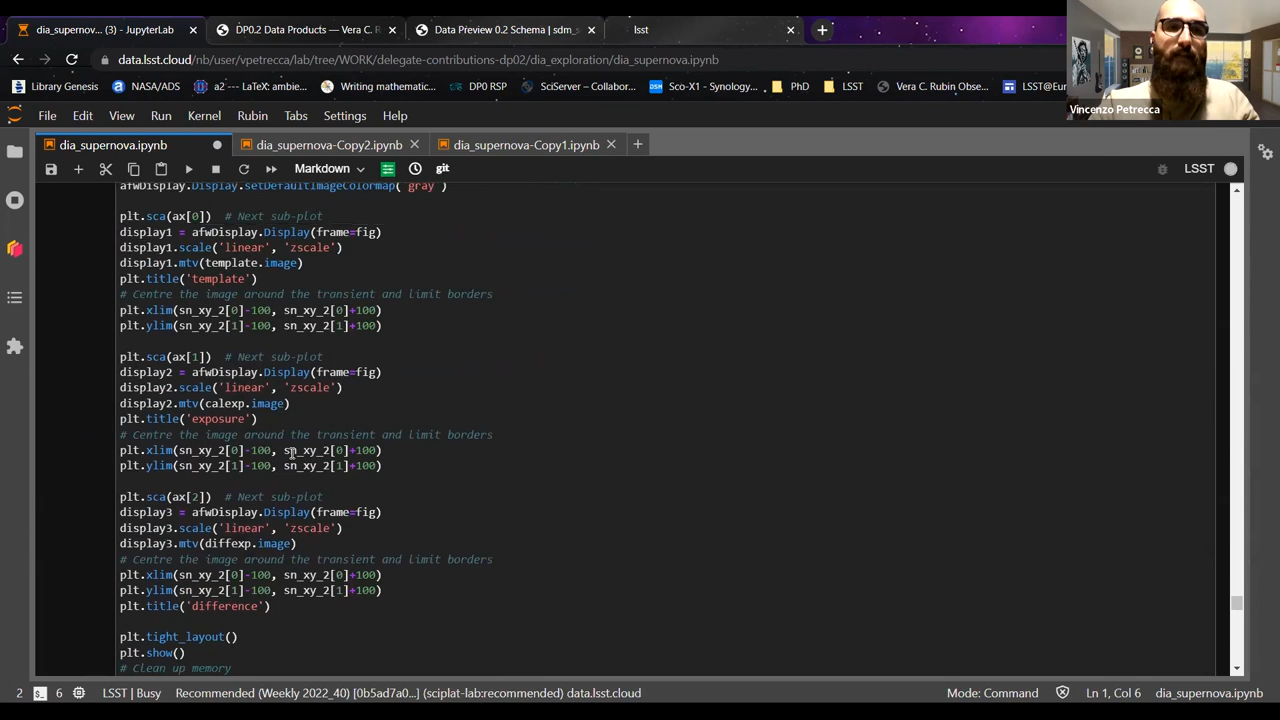 dia_supernov... (3) - JupyterLab
DP0.2 Data Products — Vera C. R
Data Preview 0.2 Schema | sdm_s
lsst
data.lsst.cloud/nb/user/vpetrecca/lab/tree/WORK/delegate-contributions-dp02/dia_exploration/dia_supernova.ipynb
Library Genesis
NASA/ADS
a2 --- LaTeX: ambie...
Writing mathematic...
DP0 RSP
SciServer – Collabor...
Sco-X1 - Synology...
PhD
LSST
Vera C. Rubin Obse...
LSST@Eur
Vincenzo Petrecca
File Edit View Run Kernel Rubin Tabs Settings Help
dia_supernova.ipynb
dia_supernova-Copy2.ipynb
dia_supernova-Copy1.ipynb
Markdown
git
LSST
afwDisplay.Display.setDefaultImageColormap('gray')
plt.sca(ax[0]) # Next sub-plot
display1 = afwDisplay.Display(frame=fig)
display1.scale('linear', 'zscale')
display1.mtv(template.image)
plt.title('template')
# Centre the image around the transient and limit borders
plt.xlim(sn_xy_2[0]-100, sn_xy_2[0]+100)
plt.ylim(sn_xy_2[1]-100, sn_xy_2[1]+100)
plt.sca(ax[1]) # Next sub-plot
display2 = afwDisplay.Display(frame=fig)
display2.scale('linear', 'zscale')
display2.mtv(calexp.image)
plt.title('exposure')
# Centre the image around the transient and limit borders
plt.xlim(sn_xy_2[0]-100, sn_xy_2[0]+100)
plt.ylim(sn_xy_2[1]-100, sn_xy_2[1]+100)
plt.sca(ax[2]) # Next sub-plot
display3 = afwDisplay.Display(frame=fig)
display3.scale('linear', 'zscale')
display3.mtv(diffexp.image)
# Centre the image around the transient and limit borders
plt.xlim(sn_xy_2[0]-100, sn_xy_2[0]+100)
plt.ylim(sn_xy_2[1]-100, sn_xy_2[1]+100)
plt.title('difference')
plt.tight_layout()
plt.show()
# Clean up memory
2
6
LSST | Busy
Recommended (Weekly 2022_40) [0b5ad7a0...] (sciplat-lab:recommended) data.lsst.cloud
Mode: Command
Ln 1, Col 6
dia_supernova.ipynb